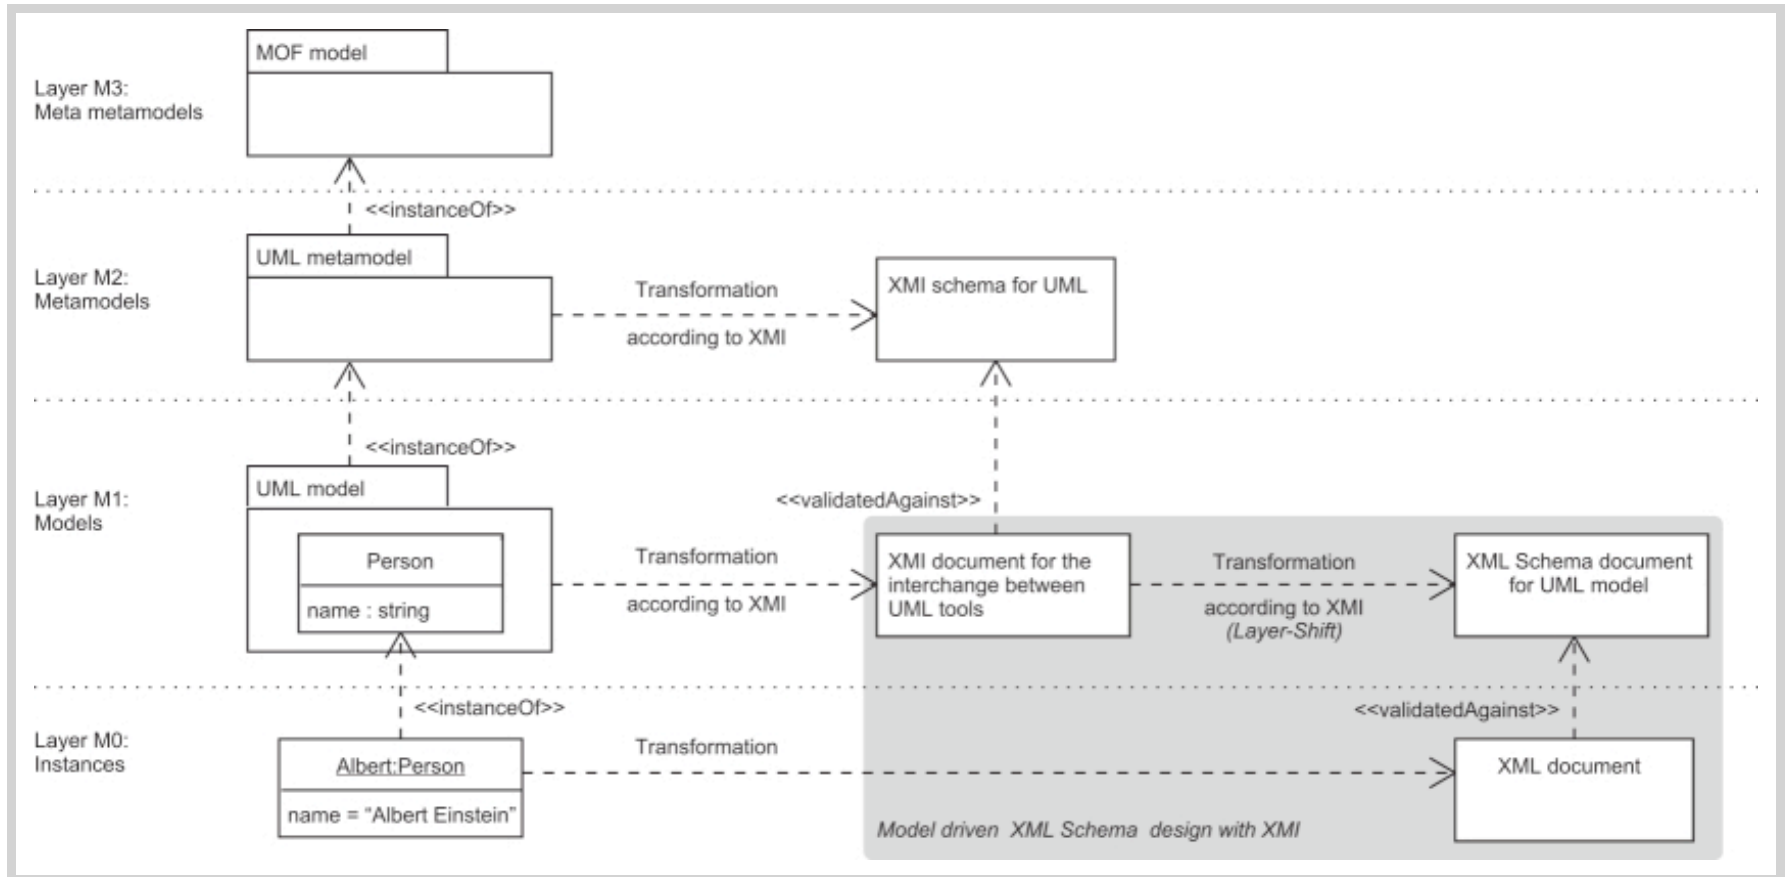 MOF model
Layer M3:
Meta metamodels
<<instanceOf>>
UML metamodel
Layer M2:
Metamodels
Transformation
according to XMI
XMI schema for UML
<<instanceOf>>
UML model
Layer M1:
Models
<<validatedAgainst>>
Person
name : string
Transformation
according to XMI
XMI document for the
interchange between
UML tools
Transformation
according to XMI
(Layer-Shift)
XML Schema document
for UML model
<<instanceOf>>
<<validatedAgainst>>
Layer M0:
Instances
Albert:Person
name = “Albert Einstein”
Transformation
XML document
Model driven XML Schema design with XMI